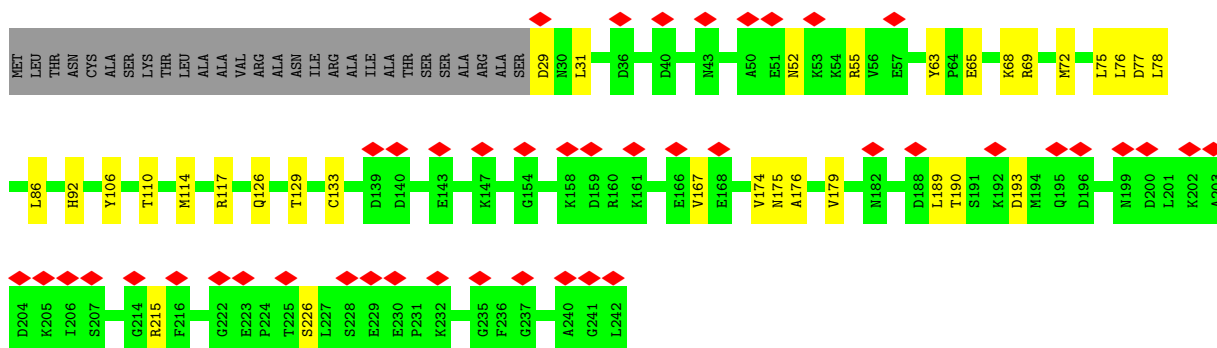 MET LEU THR ASN CYS ALA SER LYS THR LEU ALA ALA VAL ARG ALA ASN ILE ARG ALA ILE ALA THR SER SER ALA ARG ALA SER D29 N30 L31 D36 D40 N43 A50 E51 N52 K53 K54 R55 V56 E57 Y63 P64 E65 K68 R69 M72 L75 L76 D77 L78
L86 H92 Y106 T110 M114 R117 Q126 T129 C133 D139 D140 E143 K147 G154 K158 D159 R160 K161 E166 V167 E168 V174 N175 A176 V179 N182 D188 L189 T190 S191 K192 D193 M194 Q195 D196 N199 D200 L201 K202 A203
D204 K205 I206 S207 G214 R215 F216 G222 E223 P224 T225 S226 L227 S228 E229 E230 P231 K232 G235 F236 G237 A240 G241 L242